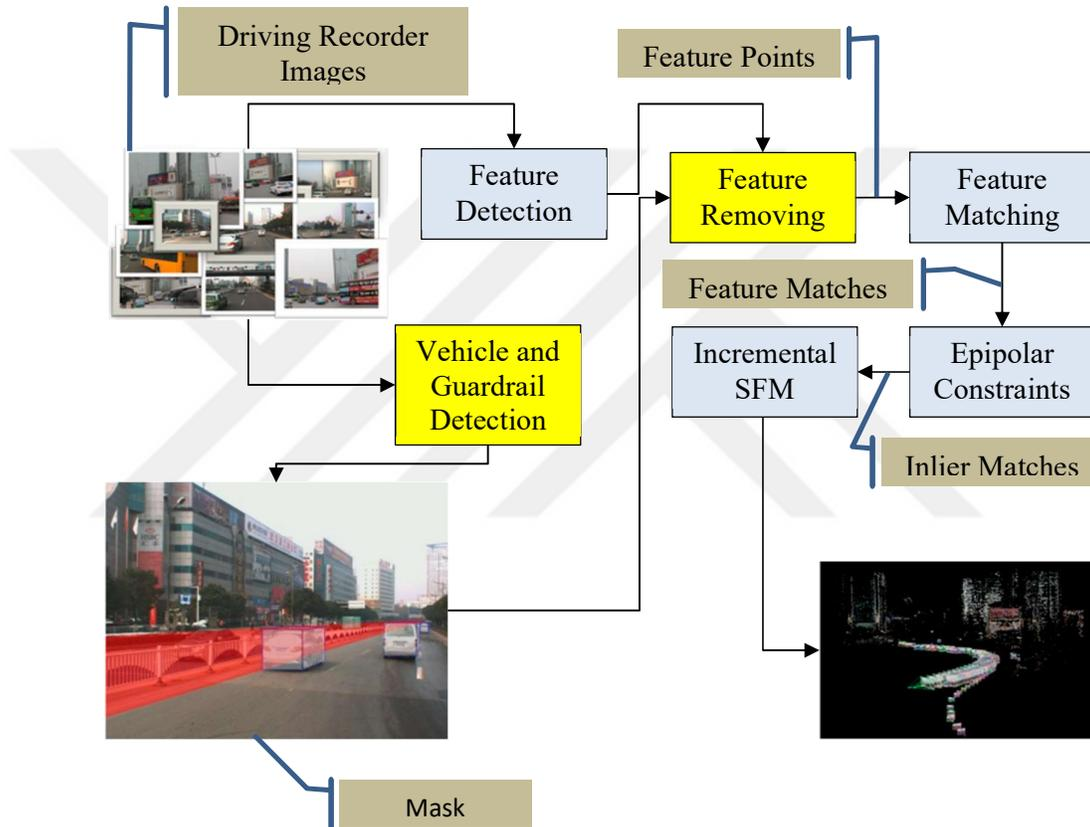 Driving Recorder
Images
Feature Points
Feature
Detection
Feature
Removing
Feature
Matching
Feature Matches
Vehicle and
Guardrail
Detection
Incremental
SFM
Epipolar
Constraints
Inlier Matches
Mask